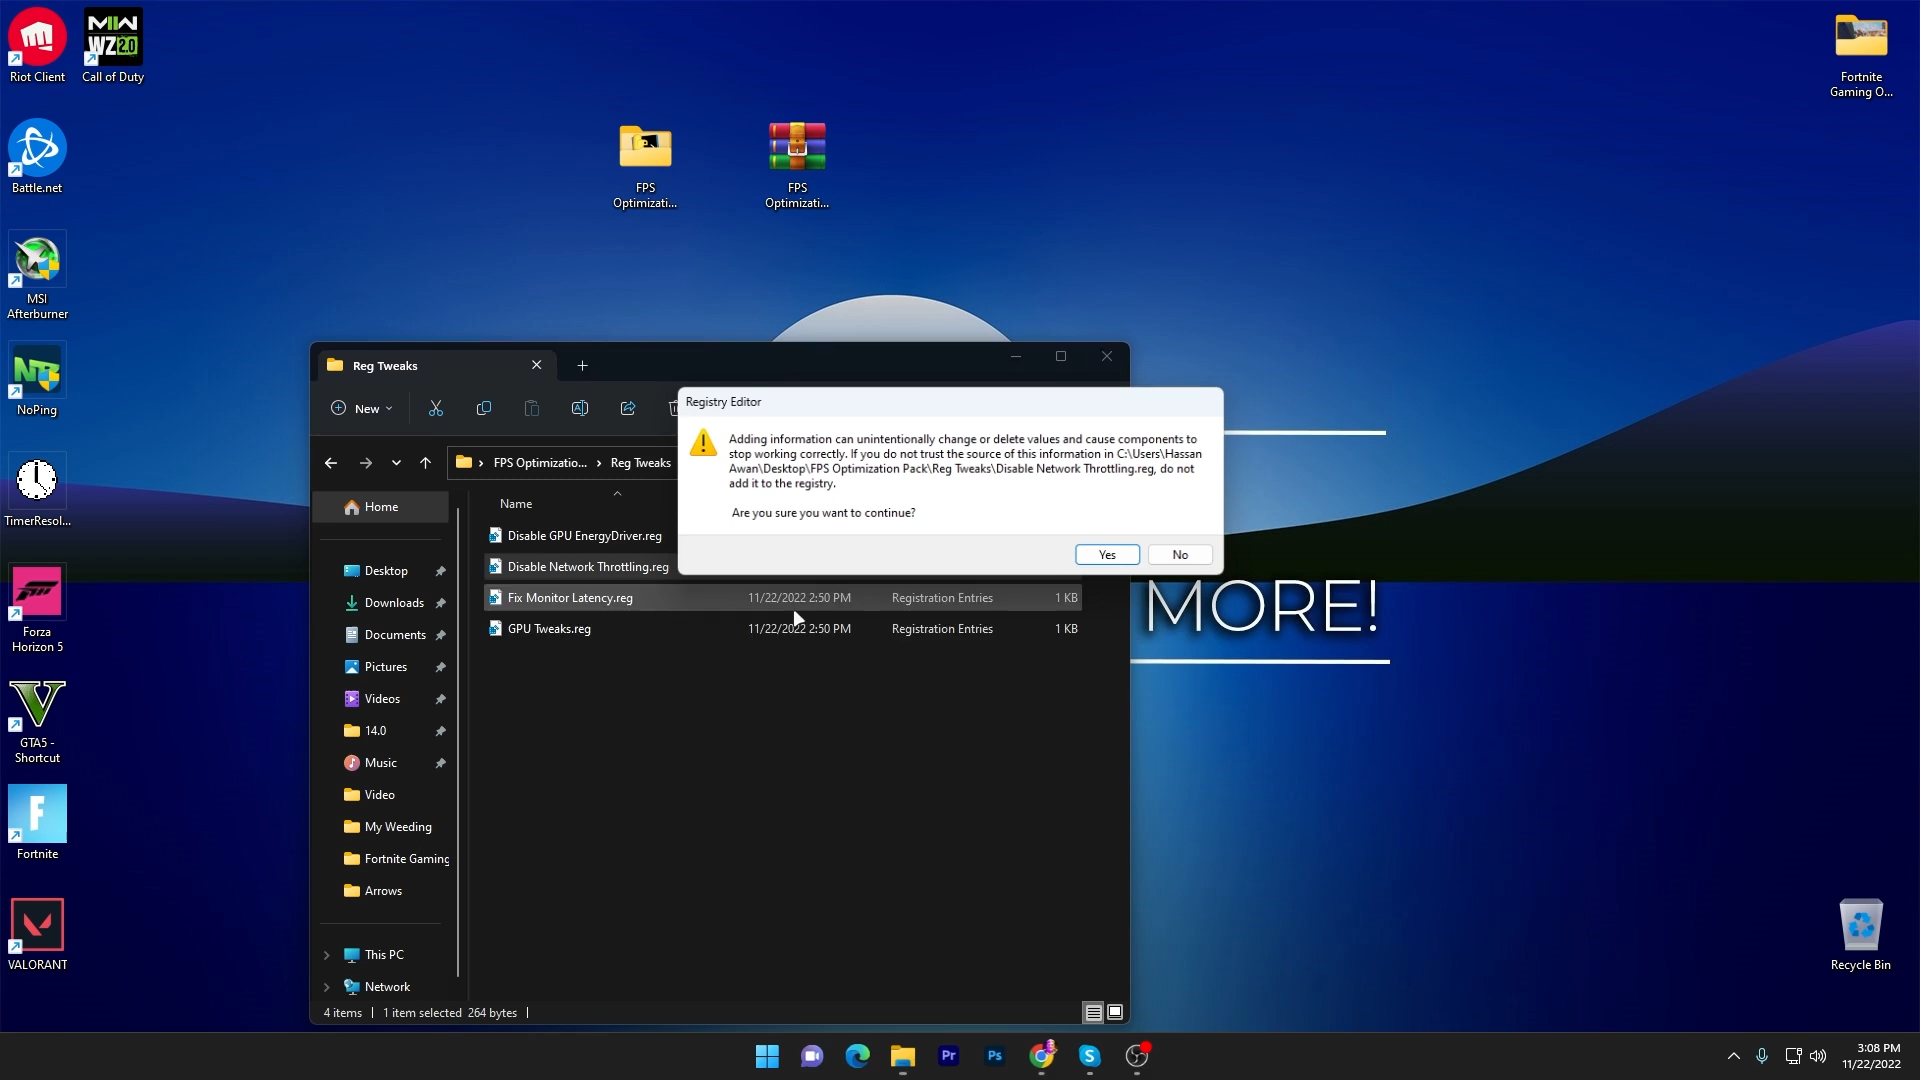 Riot Client
MW
WZ2.0
Call of Duty
Battle.net
MSI
Afterburner
NoPing
TimerResol...
Forza
Horizon 5
GTA5 -
Shortcut
Fortnite
VALORANT
FPS
Optimizati...
FPS
Optimizati...
Fortnite
Gaming O...
Recycle Bin
MORE!
Reg Tweaks
New
FPS Optimizatio...
Reg Tweaks
Home
Desktop
Downloads
Documents
Pictures
Videos
14.0
Music
Video
My Weeding
Fortnite Gaming
Arrows
This PC
Network
Name
Disable GPU EnergyDriver.reg
Disable Network Throttling.reg
Fix Monitor Latency.reg 11/22/2022 2:50 PM Registration Entries 1 KB
GPU Tweaks.reg 11/22/2022 2:50 PM Registration Entries 1 KB
4 items 1 item selected 264 bytes
Registry Editor
Adding information can unintentionally change or delete values and cause components to
stop working correctly. If you do not trust the source of this information in C:\Users\Hassan
Awan\Desktop\FPS Optimization Pack\Reg Tweaks\Disable Network Throttling.reg, do not
add it to the registry.
Are you sure you want to continue?
Yes No
Pr
Ps
3:08 PM
11/22/2022